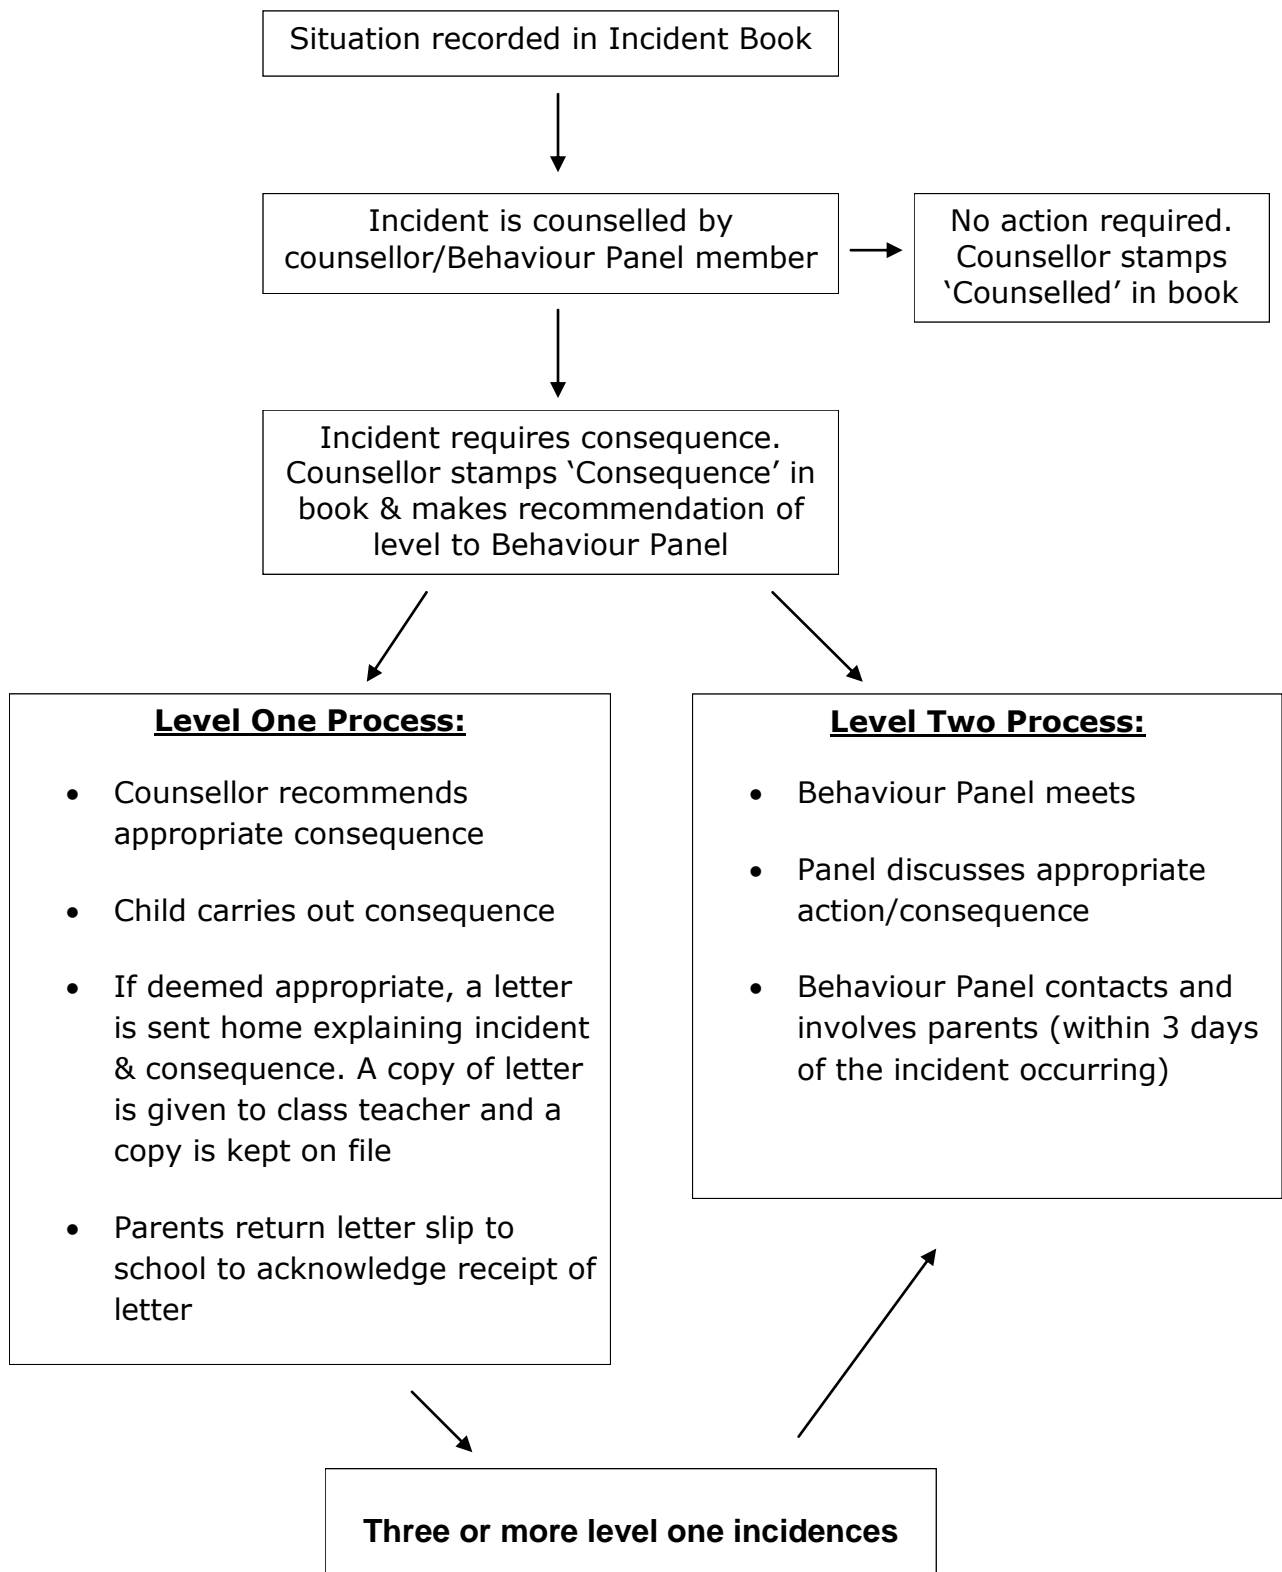 Situation recorded in Incident Book
Incident is counselled by
counsellor/Behaviour Panel member
No action required.
Counsellor stamps
‘Counselled’ in book
Incident requires consequence.
Counsellor stamps ‘Consequence’ in
book & makes recommendation of
level to Behaviour Panel
Level One Process:
• Counsellor recommends
appropriate consequence
• Child carries out consequence
• If deemed appropriate, a letter
is sent home explaining incident
& consequence. A copy of letter
is given to class teacher and a
copy is kept on file
• Parents return letter slip to
school to acknowledge receipt of
letter
Level Two Process:
• Behaviour Panel meets
• Panel discusses appropriate
action/consequence
• Behaviour Panel contacts and
involves parents (within 3 days
of the incident occurring)
Three or more level one incidences